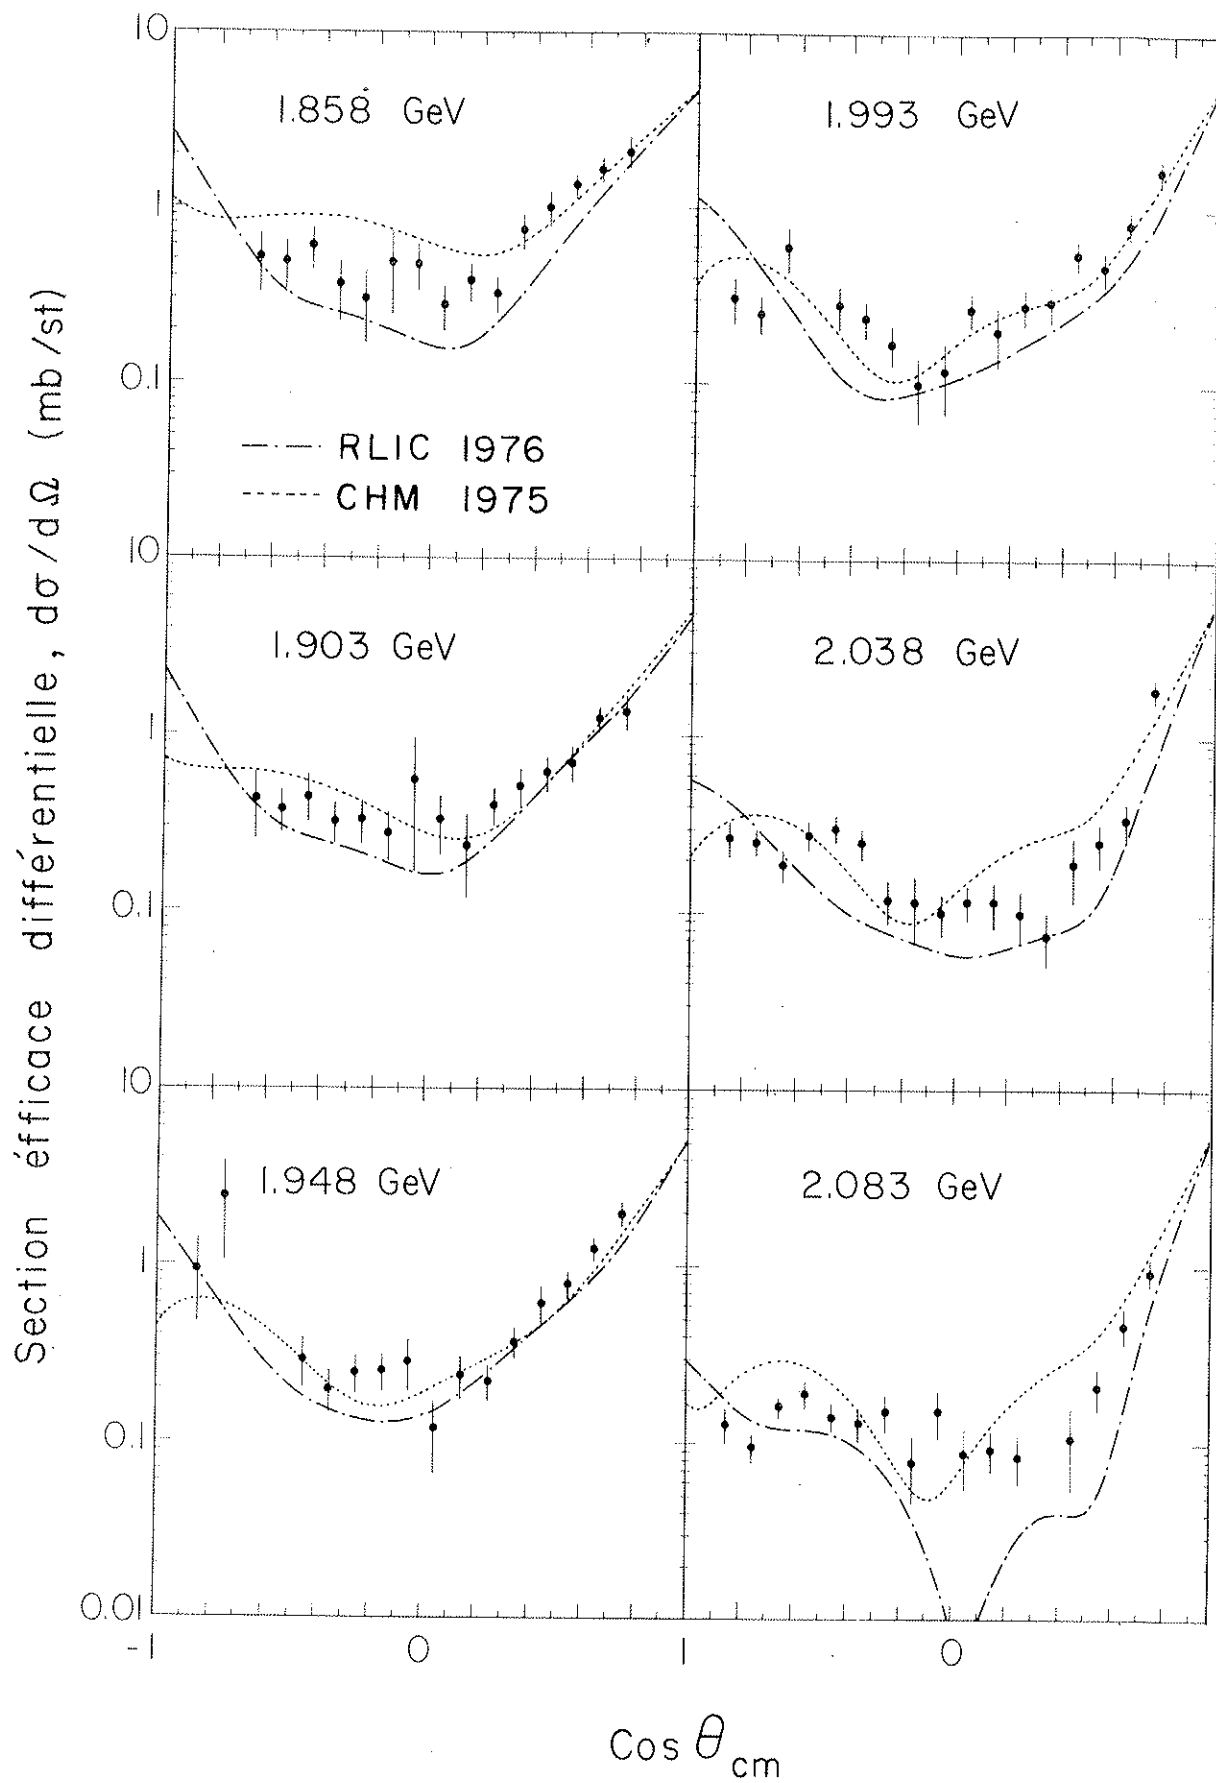 Section éfficace différentielle, dσ/dΩ (mb/st)
10
1.858 GeV
1.993 GeV
1
0.1
RLIC 1976
CHM 1975
10
1.903 GeV
2.038 GeV
1
0.1
10
1.948 GeV
2.083 GeV
1
0.1
0.01
-1 0 1 0
Cos θcm